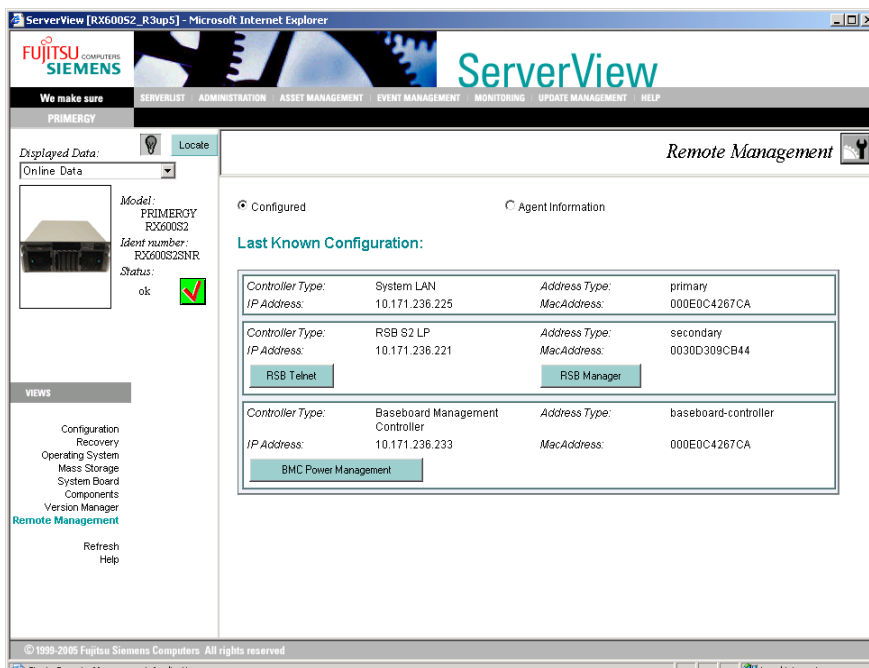 ServerView [RX600S2_R3up5] - Microsoft Internet Explorer
FUJITSU COMPUTERS
SIEMENS
ServerView
We make sure
SERVERLIST ADMINISTRATION ASSET MANAGEMENT EVENT MANAGEMENT MONITORING UPDATE MANAGEMENT HELP
PRIMERGY
Displayed Data:
Locate
Online Data
Remote Management
Model:
PRIMERGY
RX600S2
Ident number:
RX600S2SNR
Status:
ok
Configured Agent Information
Last Known Configuration:
Controller Type: System LAN Address Type: primary
IP Address: 10.171.236.225 MacAddress: 000E0C4267CA
Controller Type: RSB S2 LP Address Type: secondary
IP Address: 10.171.236.221 MacAddress: 0030D309CB44
RSB Telnet RSB Manager
Controller Type: Baseboard Management Controller Address Type: baseboard-controller
IP Address: 10.171.236.233 MacAddress: 000E0C4267CA
BMC Power Management
VIEWS
Configuration
Recovery
Operating System
Mass Storage
System Board
Components
Version Manager
Remote Management
Refresh
Help
©1999-2005 Fujitsu Siemens Computers All rights reserved